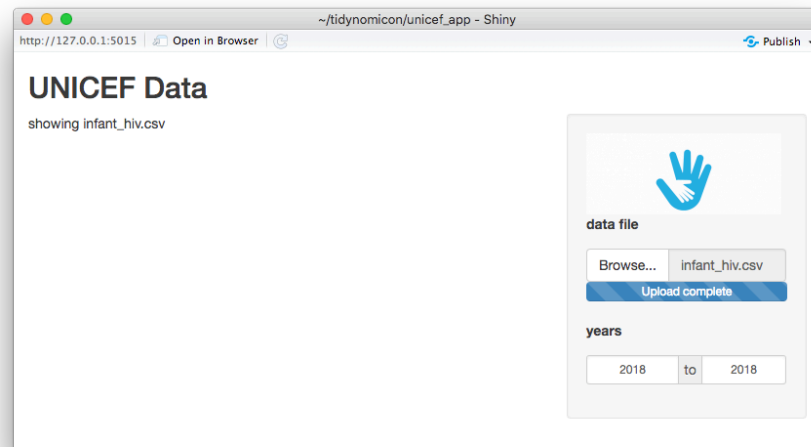 ~/tidynomicon/unicef_app - Shiny
http://127.0.0.1:5015 Open in Browser Publish
UNICEF Data
showing infant_hiv.csv
data file
Browse... infant_hiv.csv
Upload complete
years
2018 to 2018